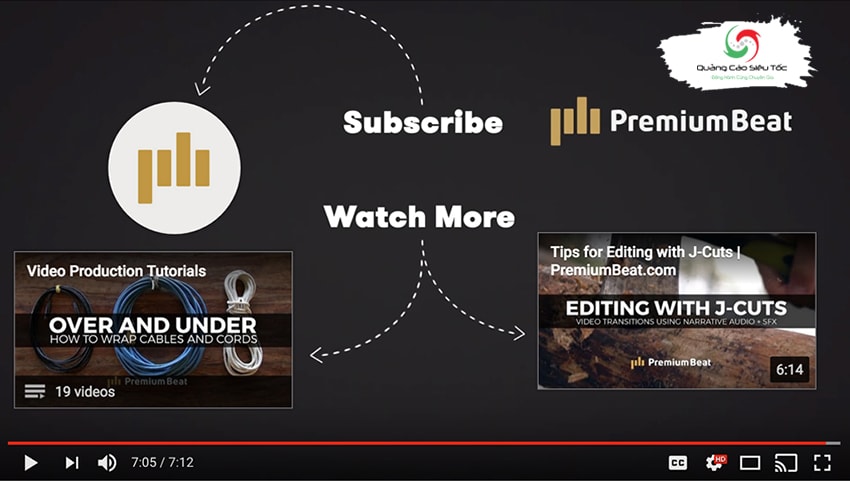 Quảng Cáo Siêu Tốc
Đồng Hành Cùng Chuyên Gia
Subscribe
PremiumBeat
Watch More
Video Production Tutorials
OVER AND UNDER
HOW TO WRAP CABLES AND CORDS
PremiumBeat
19 videos
Tips for Editing with J-Cuts |
PremiumBeat.com
EDITING WITH J-CUTS
VIDEO TRANSITIONS USING NARRATIVE AUDIO + SFX
PremiumBeat
6:14
7:05 / 7:12
CC
HD